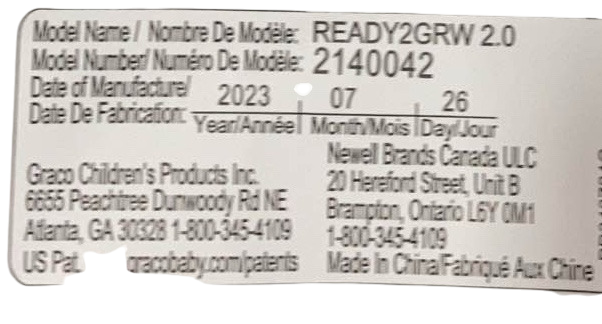 Model Name / Nombre De Modèle: READY2GRW 2.0
Model Number/ Numéro De Modèle: 2140042
Date of Manufacture/
Date De Fabrication:
2023 07 26
Year/Année Month/Mois Day/Jour
Graco Children's Products Inc.
6655 Peachtree Dunwoody Rd NE
Atlanta, GA 30328 1-800-345-4109
US Pat. gracobaby.com/patents
Newell Brands Canada ULC
20 Hereford Street, Unit B
Brampton, Ontario L6Y 0M1
1-800-345-4109
Made In China/Fabriqué Aux Chine